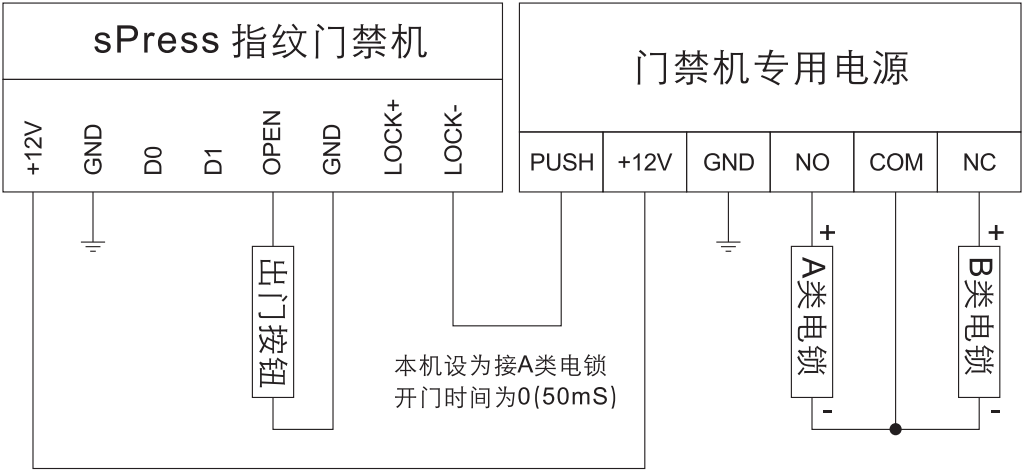 sPress 指纹门禁机
+12V
GND
D0
D1
OPEN
GND
LOCK+
LOCK-
门禁机专用电源
PUSH
+12V
GND
NO
COM
NC
出门按钮
+
A类电锁
-
+
B类电锁
-
本机设为接A类电锁
开门时间为0(50mS)